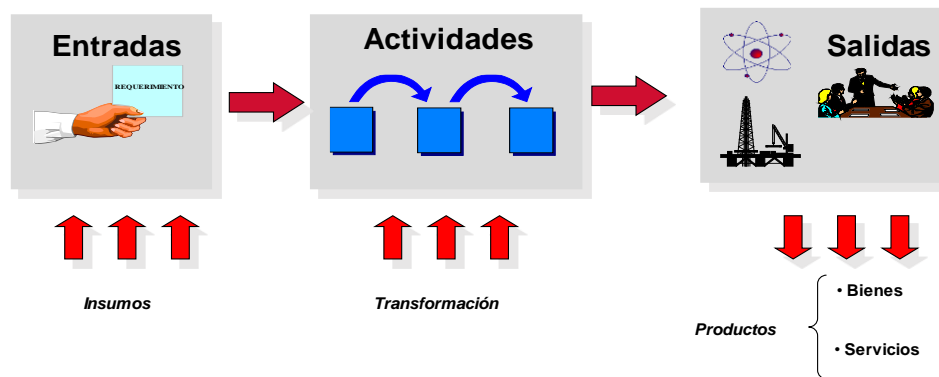 Entradas
REQUERIMIENTO
Actividades
Salidas
Insumos
Transformación
Productos
• Bienes
• Servicios